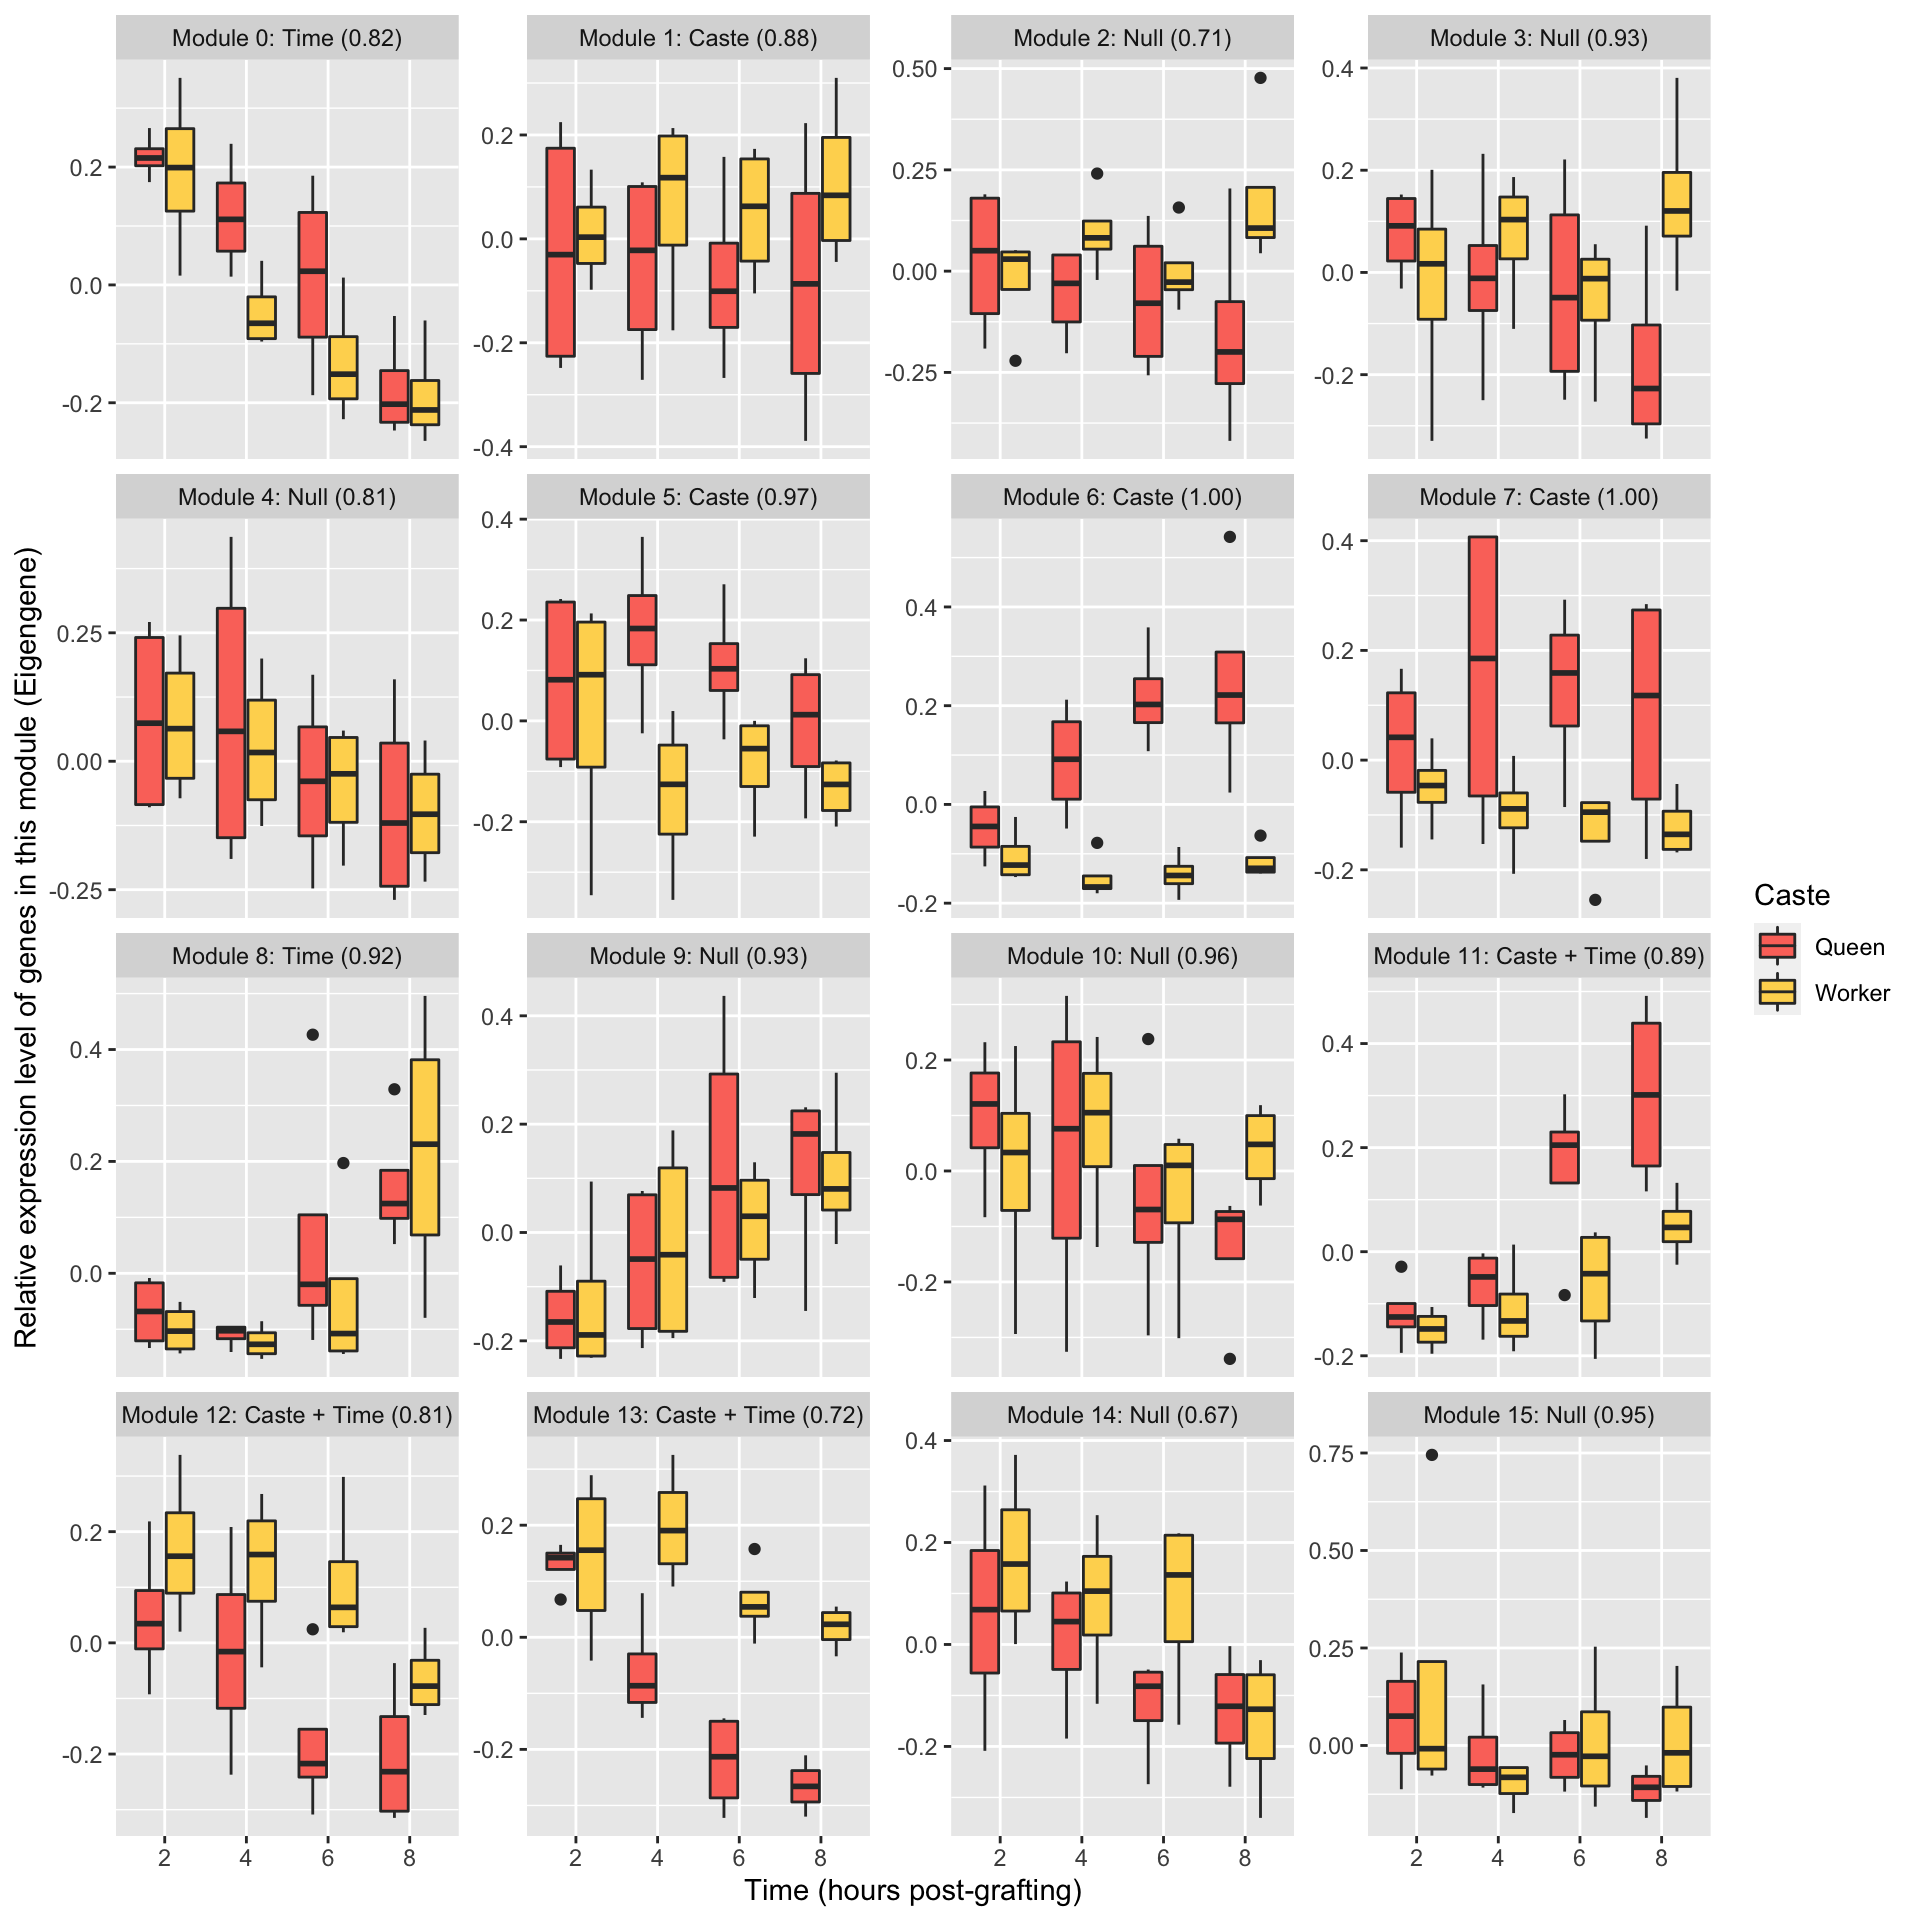 Module 0: Time (0.82)
Module 1: Caste (0.88)
Module 2: Null (0.71)
Module 3: Null (0.93)
0.2
0.0
-0.2
0.2
0.0
-0.2
-0.4
0.50
0.25
0.00
-0.25
0.4
0.2
0.0
-0.2
Module 4: Null (0.81)
Module 5: Caste (0.97)
Module 6: Caste (1.00)
Module 7: Caste (1.00)
0.25
0.00
-0.25
0.4
0.2
0.0
-0.2
0.4
0.2
0.0
-0.2
0.4
0.2
0.0
-0.2
Module 8: Time (0.92)
Module 9: Null (0.93)
Module 10: Null (0.96)
Module 11: Caste + Time (0.89)
0.4
0.2
0.0
0.4
0.2
0.0
-0.2
0.2
0.0
-0.2
0.4
0.2
0.0
-0.2
Module 12: Caste + Time (0.81)
Module 13: Caste + Time (0.72)
Module 14: Null (0.67)
Module 15: Null (0.95)
0.2
0.0
-0.2
0.2
0.0
-0.2
0.4
0.2
0.0
-0.2
0.75
0.50
0.25
0.00
2 4 6 8
2 4 6 8
2 4 6 8
2 4 6 8
Time (hours post-grafting)
Relative expression level of genes in this module (Eigengene)
Caste
Queen
Worker